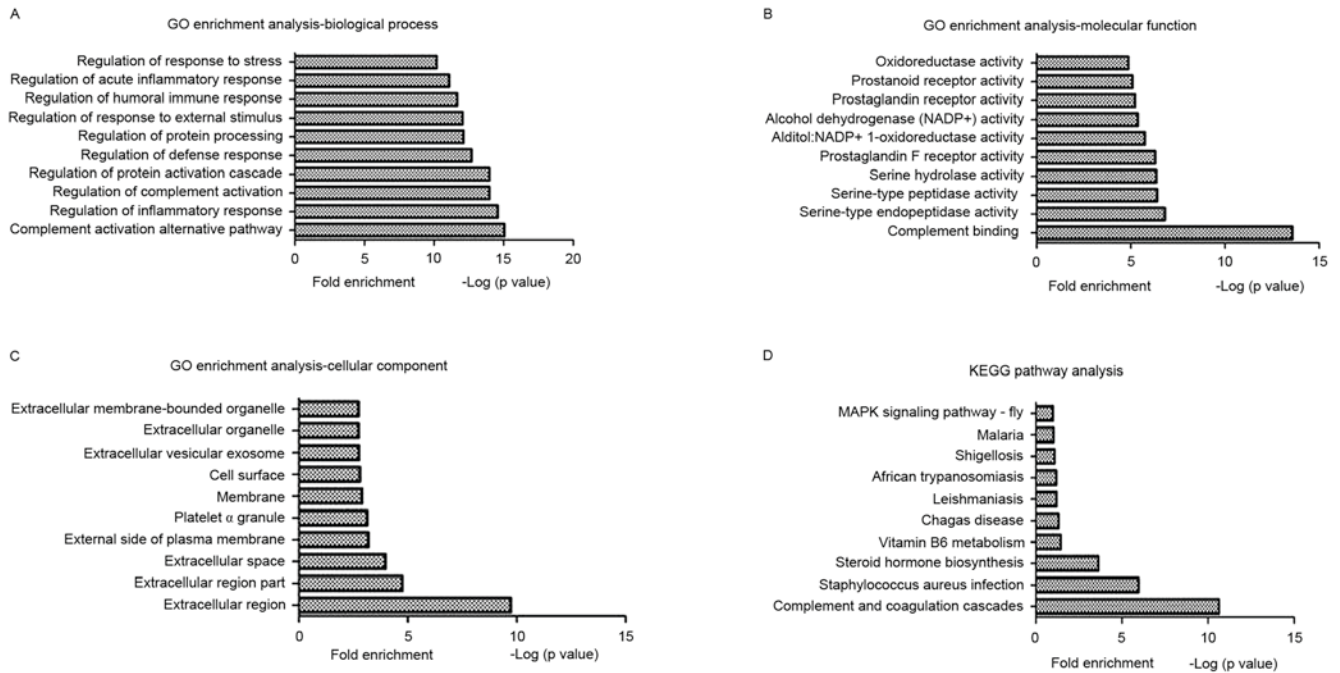 A
GO enrichment analysis-biological process
Regulation of response to stress
Regulation of acute inflammatory response
Regulation of humoral immune response
Regulation of response to external stimulus
Regulation of protein processing
Regulation of defense response
Regulation of protein activation cascade
Regulation of complement activation
Regulation of inflammatory response
Complement activation alternative pathway
0 5 10 15 20
Fold enrichment -Log (p value)
B
GO enrichment analysis-molecular function
Oxidoreductase activity
Prostanoid receptor activity
Prostaglandin receptor activity
Alcohol dehydrogenase (NADP+) activity
Alditol:NADP+ 1-oxidoreductase activity
Prostaglandin F receptor activity
Serine hydrolase activity
Serine-type peptidase activity
Serine-type endopeptidase activity
Complement binding
0 5 10 15
Fold enrichment -Log (p value)
C
GO enrichment analysis-cellular component
Extracellular membrane-bounded organelle
Extracellular organelle
Extracellular vesicular exosome
Cell surface
Membrane
Platelet α granule
External side of plasma membrane
Extracellular space
Extracellular region part
Extracellular region
0 5 10 15
Fold enrichment -Log (p value)
D
KEGG pathway analysis
MAPK signaling pathway - fly
Malaria
Shigellosis
African trypanosomiasis
Leishmaniasis
Chagas disease
Vitamin B6 metabolism
Steroid hormone biosynthesis
Staphylococcus aureus infection
Complement and coagulation cascades
0 5 10 15
Fold enrichment -Log (p value)